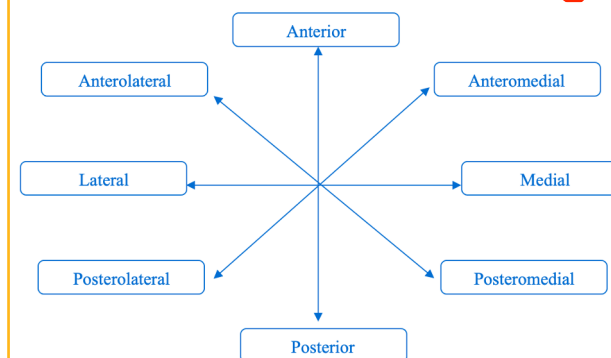 Anterior
Anterolateral
Anteromedial
Lateral
Medial
Posterolateral
Posteromedial
Posterior